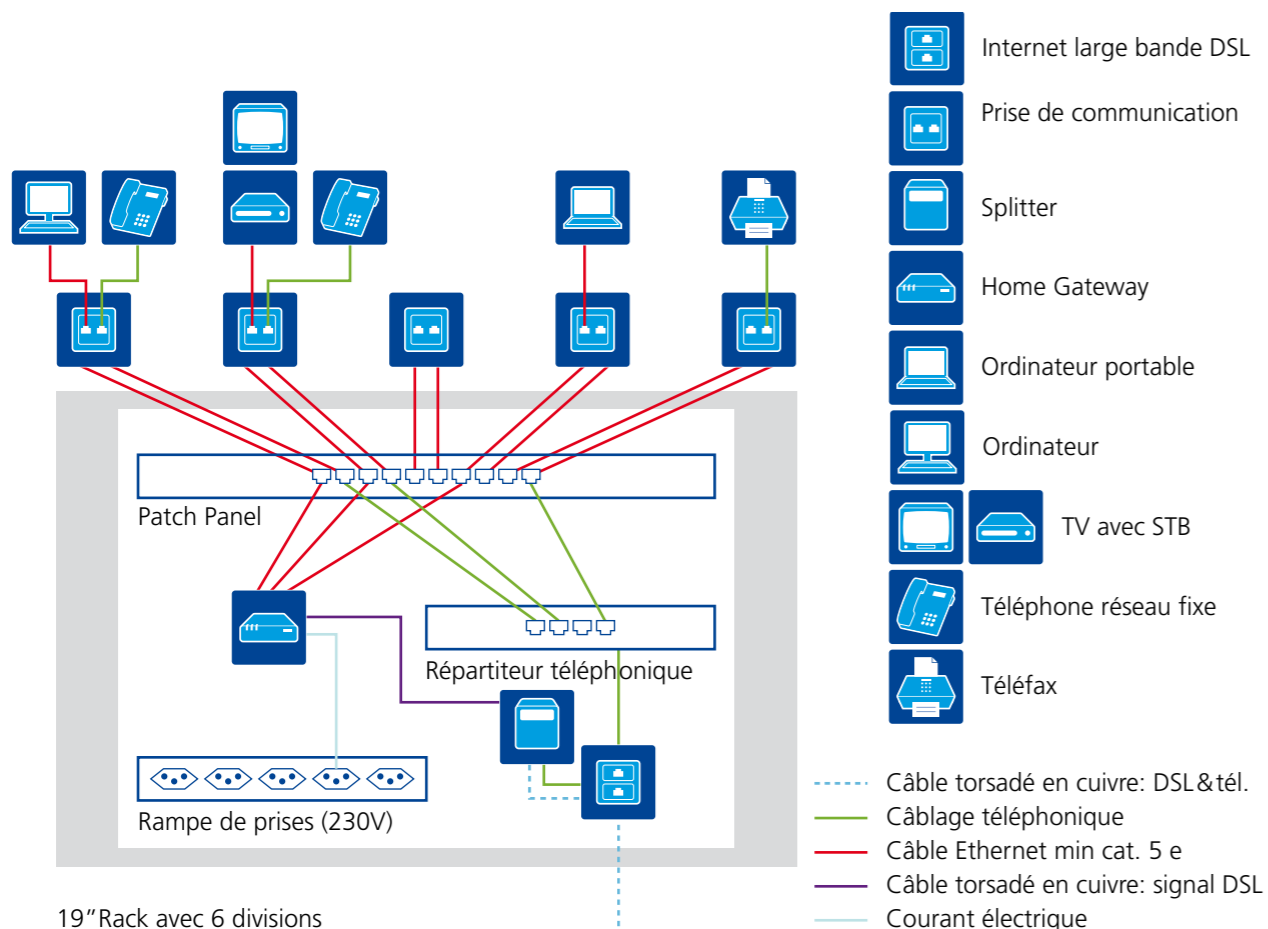 Internet large bande DSL
Prise de communication
Splitter
Home Gateway
Ordinateur portable
Ordinateur
TV avec STB
Téléphone réseau fixe
Téléfax
Patch Panel
Répartiteur téléphonique
Rampe de prises (230V)
19”Rack avec 6 divisions
Câble torsadé en cuivre: DSL&tél.
Câblage téléphonique
Câble Ethernet min cat. 5 e
Câble torsadé en cuivre: signal DSL
Courant électrique